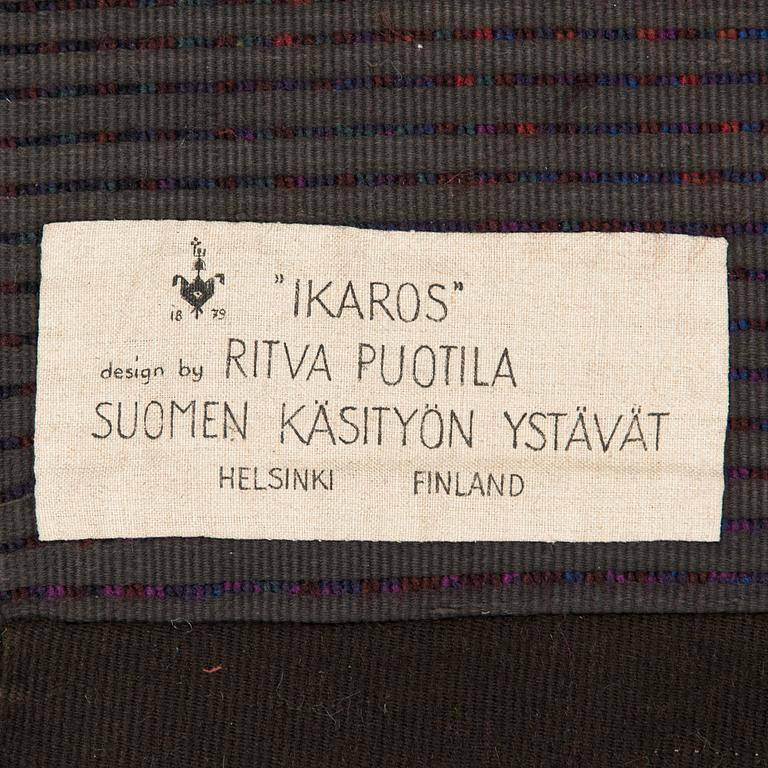 18 79
"IKAROS"
design by RITVA PUOTILA
SUOMEN KÄSITYÖN YSTÄVÄT
HELSINKI FINLAND